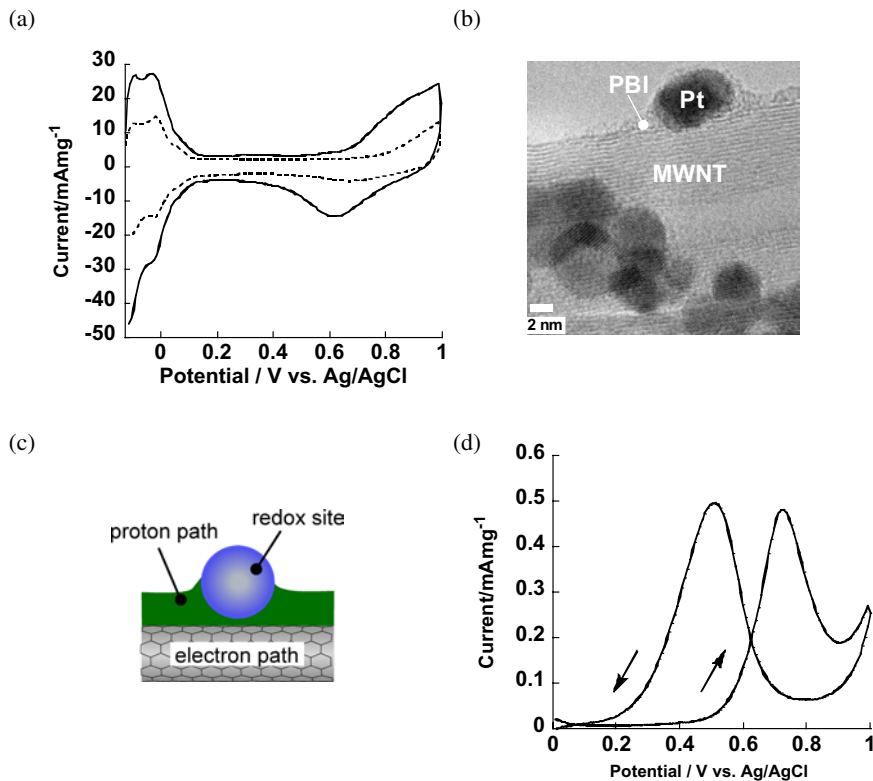 (a)
30
20
10
0
-10
-20
-30
-40
-50
Current/mAmg-1
0 0.2 0.4 0.6 0.8 1
Potential / V vs. Ag/AgCl
(b)
PBI
Pt
MWNT
2 nm
(c)
redox site
proton path
electron path
(d)
0.6
0.5
0.4
0.3
0.2
0.1
0
Current/mAmg-1
0 0.2 0.4 0.6 0.8 1
Potential / V vs. Ag/AgCl